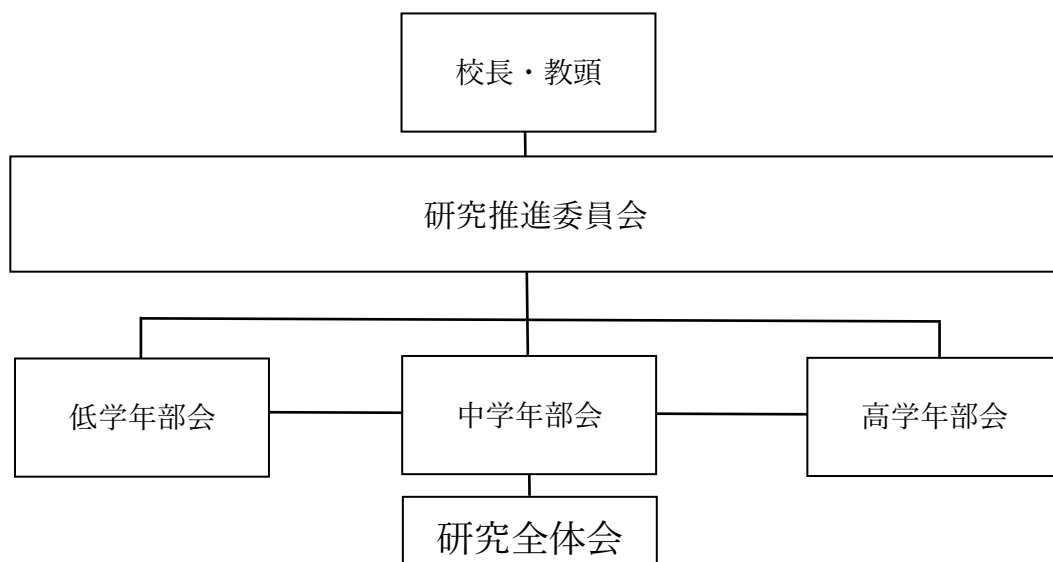 校長・教頭
研究推進委員会
低学年部会
中学年部会
高学年部会
研究全体会